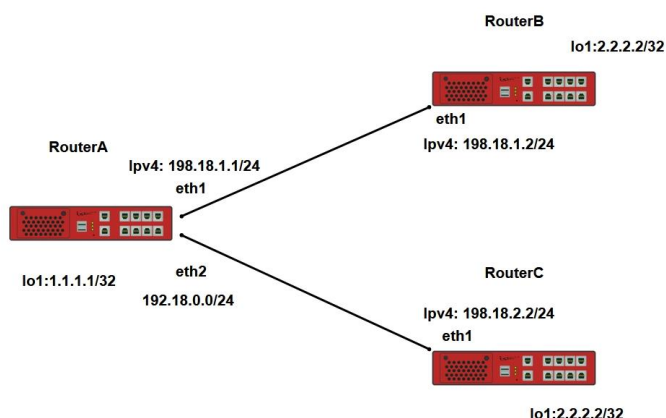 RouterB
lo1:2.2.2.2/32
eth1
Ipv4: 198.18.1.2/24
RouterA
Ipv4: 198.18.1.1/24
eth1
lo1:1.1.1.1/32
eth2
192.18.0.0/24
RouterC
Ipv4: 198.18.2.2/24
eth1
lo1:2.2.2.2/32